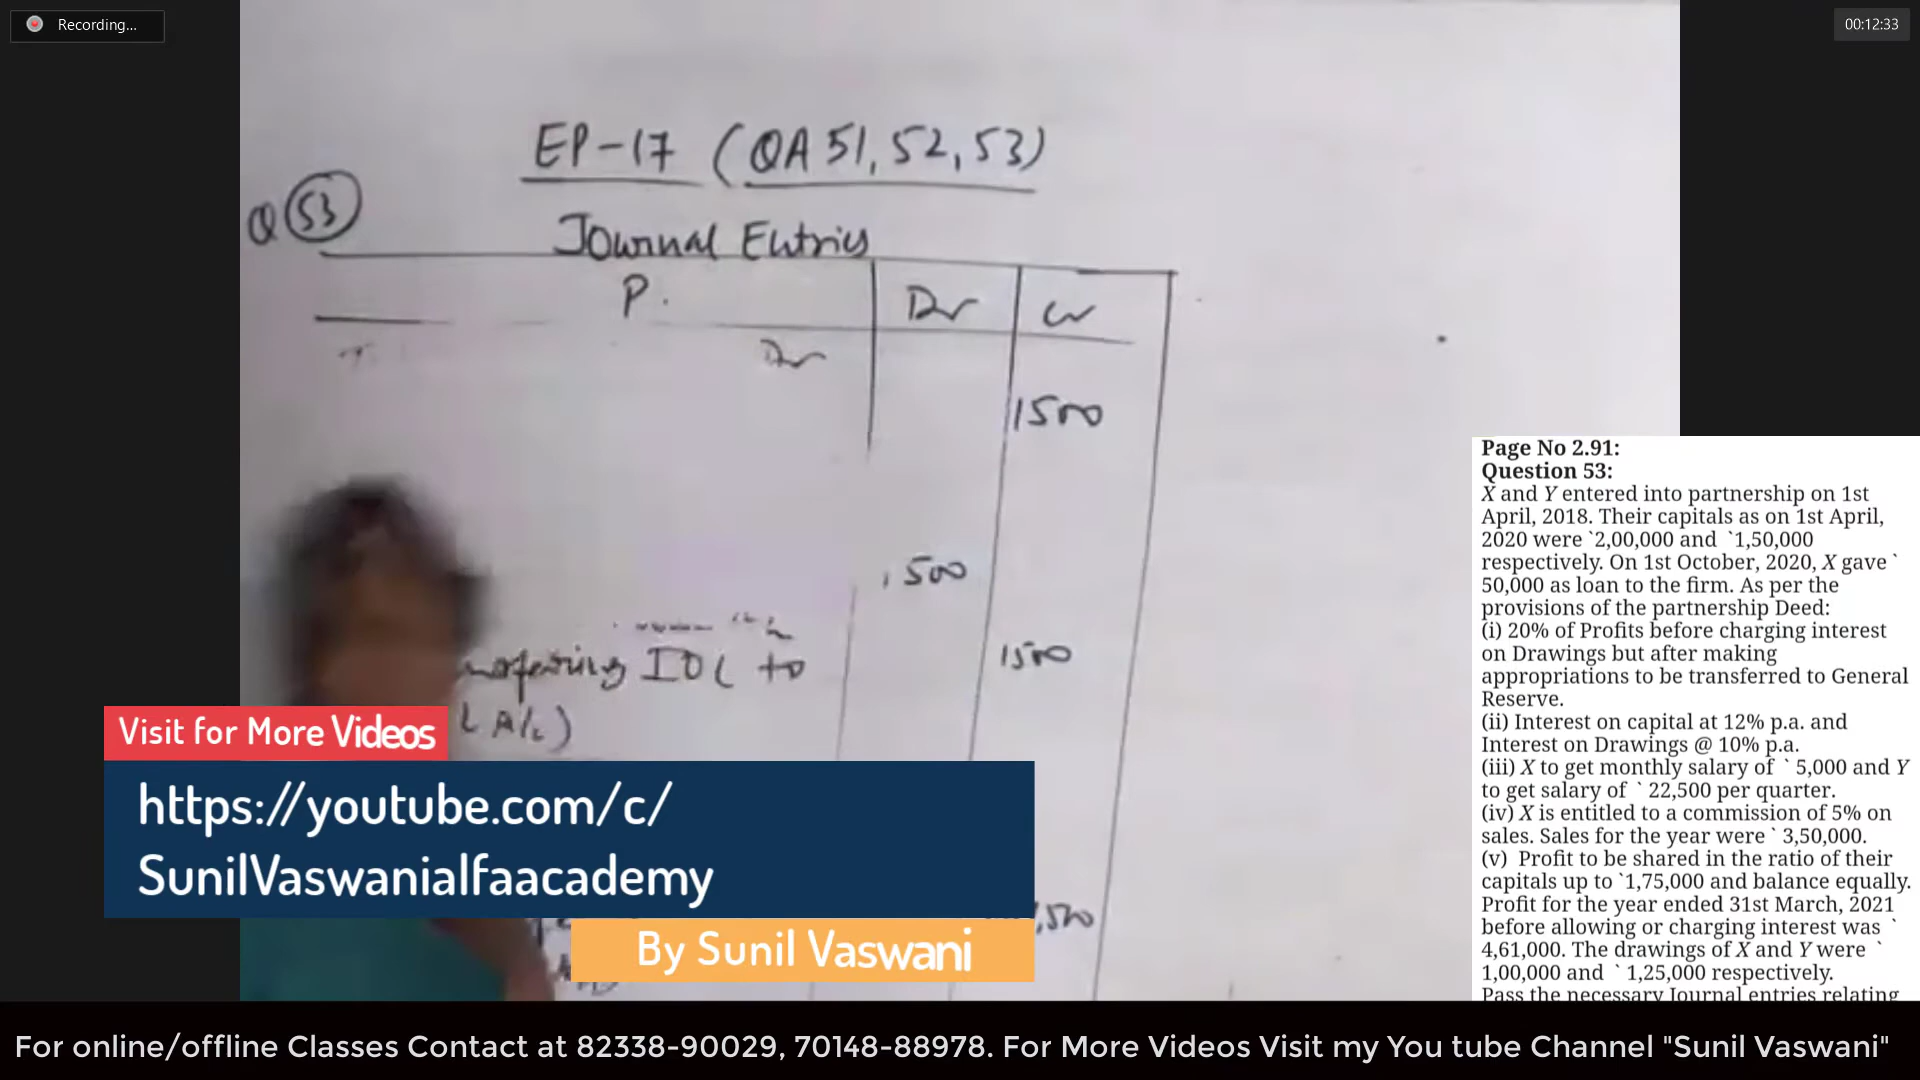 Recording...
00:12:33
EP-17 (QA 51, 52, 53)
Q 53
Journal Entries
P. Dr Cr
Dr
1500
1500
1500
IOC to
A/c)
,500
Page No 2.91:
Question 53:
X and Y entered into partnership on 1st
April, 2018. Their capitals as on 1st April,
2020 were `2,00,000 and `1,50,000
respectively. On 1st October, 2020, X gave `
50,000 as loan to the firm. As per the
provisions of the partnership Deed:
(i) 20% of Profits before charging interest
on Drawings but after making
appropriations to be transferred to General
Reserve.
(ii) Interest on capital at 12% p.a. and
Interest on Drawings @ 10% p.a.
(iii) X to get monthly salary of ` 5,000 and Y
to get salary of ` 22,500 per quarter.
(iv) X is entitled to a commission of 5% on
sales. Sales for the year were ` 3,50,000.
(v) Profit to be shared in the ratio of their
capitals up to `1,75,000 and balance equally.
Profit for the year ended 31st March, 2021
before allowing or charging interest was `
4,61,000. The drawings of X and Y were `
1,00,000 and ` 1,25,000 respectively.
Pass the necessary Journal entries relating
Visit for More Videos
https://youtube.com/c/
SunilVaswanialfaacademy
By Sunil Vaswani
For online/offline Classes Contact at 82338-90029, 70148-88978. For More Videos Visit my You tube Channel "Sunil Vaswani"